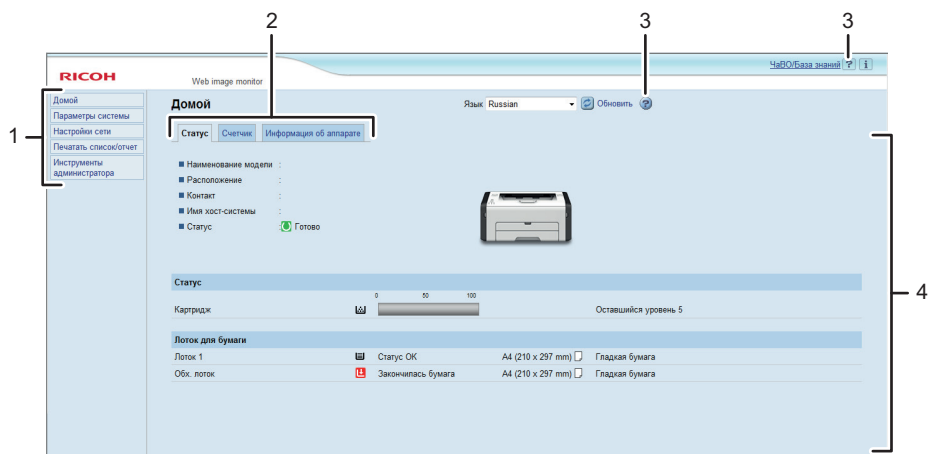 2
3
3
ЧаВО/База знаний ? i
RICOH
Web image monitor
1
Домой
Параметры системы
Настройки сети
Печатать список/отчет
Инструменты
администратора
Домой
Язык Russian Обновить ?
Статус Счетчик Информация об аппарате
Наименование модели :
Расположение :
Контакт :
Имя хост-системы :
Статус : Готово
4
Статус
0 50 100
Картридж Оставшийся уровень 5
Лоток для бумаги
Лоток 1 Статус OK A4 (210 x 297 mm) Гладкая бумага
Обх. лоток Закончилась бумага A4 (210 x 297 mm) Гладкая бумага